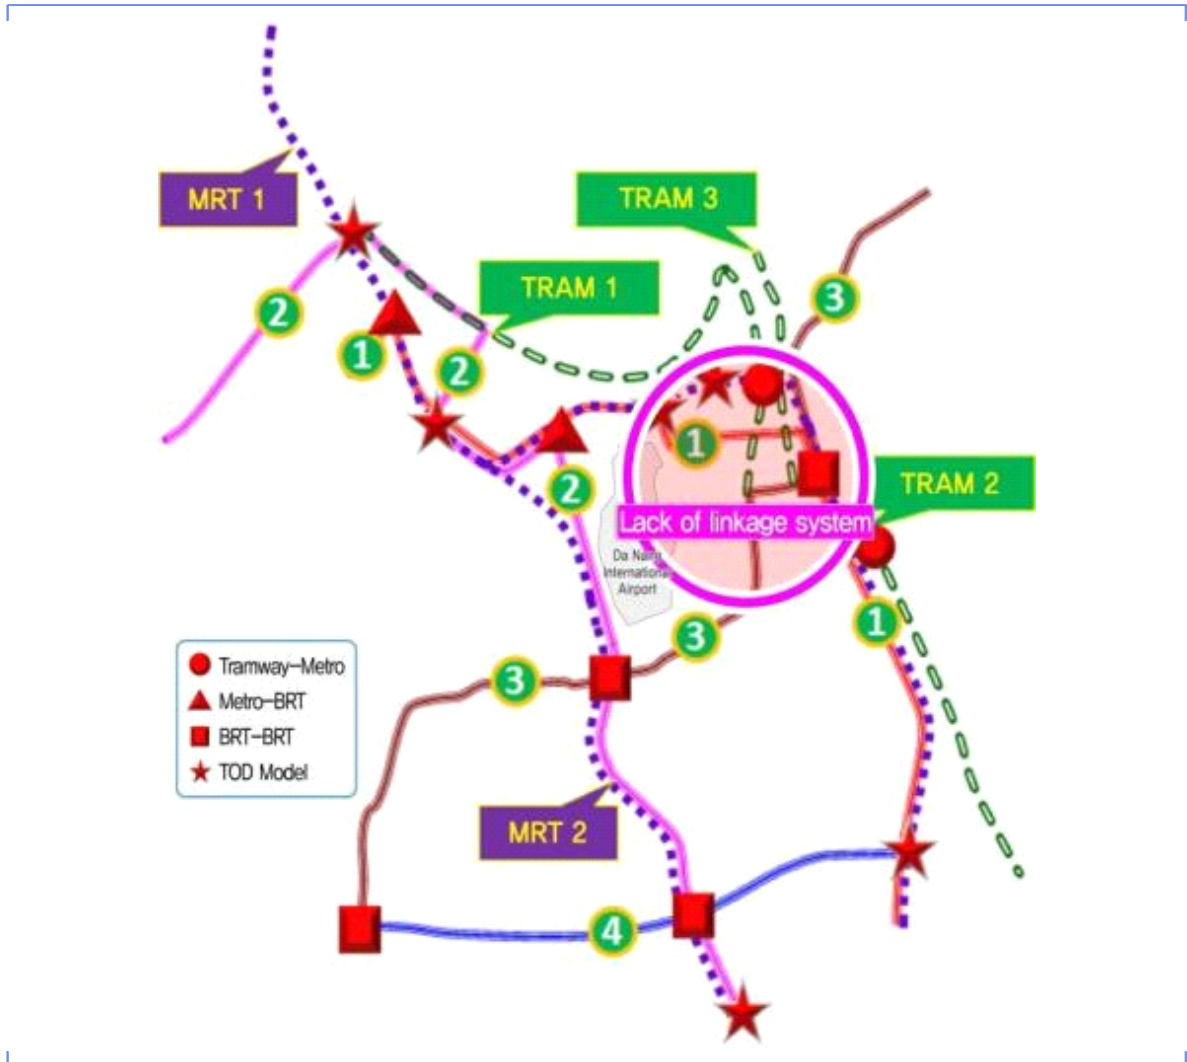 MRT 1
TRAM 3
TRAM 1
2
3
1
2
1
2
TRAM 2
Lack of linkage system
Da Nang
International
Airport
1
3
3
Tramway-Metro
Metro-BRT
BRT-BRT
TOD Model
MRT 2
4